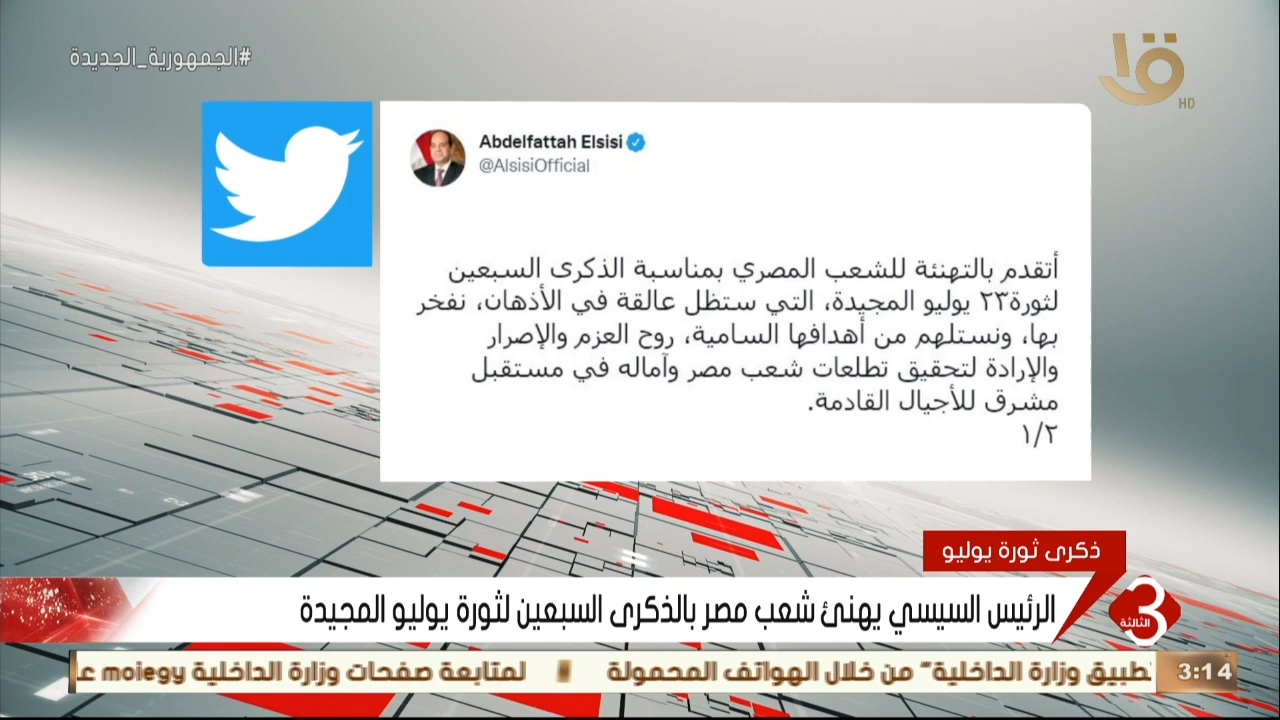 #الجمهورية_الجديدة
HD
Abdelfattah Elsisi
@AlsisiOfficial
أتقدم بالتهنئة للشعب المصري بمناسبة الذكرى السبعين
لثورة٢٣ يوليو المجيدة، التي ستظل عالقة في الأذهان، نفخر
بها، ونستلهم من أهدافها السامية، روح العزم والإصرار
والإرادة لتحقيق تطلعات شعب مصر وآماله في مستقبل
مشرق للأجيال القادمة.
١/٢
ذكرى ثورة يوليو
الرئيس السيسي يهنئ شعب مصر بالذكرى السبعين لثورة يوليو المجيدة
3
الثالثة
3:14
وزارة الداخلية" من خلال الهواتف المحمولة
لمتابعة صفحات وزارة الداخلية moiegy